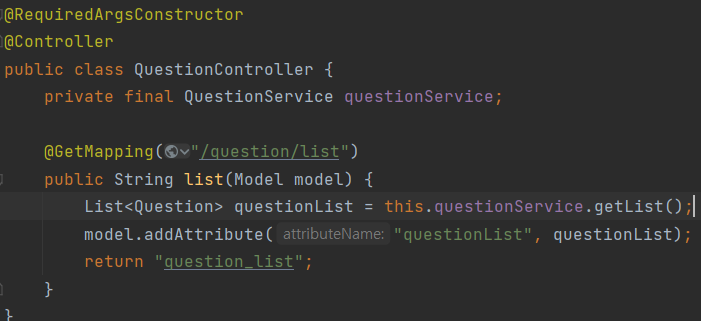 @RequiredArgsConstructor
@Controller
public class QuestionController {
    private final QuestionService questionService;
    @GetMapping("/question/list")
    public String list(Model model) {
        List<Question> questionList = this.questionService.getList();
        model.addAttribute( attributeName: "questionList", questionList);
        return "question_list";
    }
}